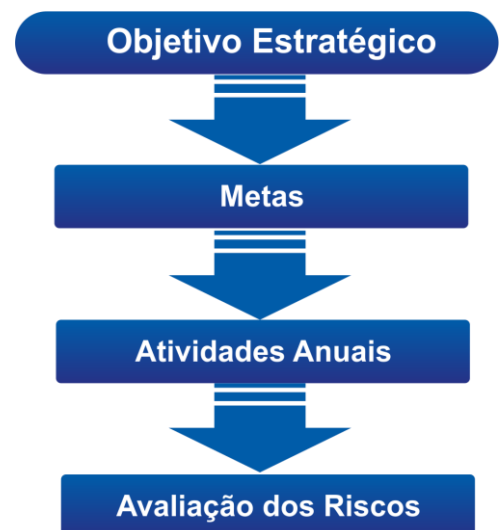 Objetivo Estratégico
Metas
Atividades Anuais
Avaliação dos Riscos